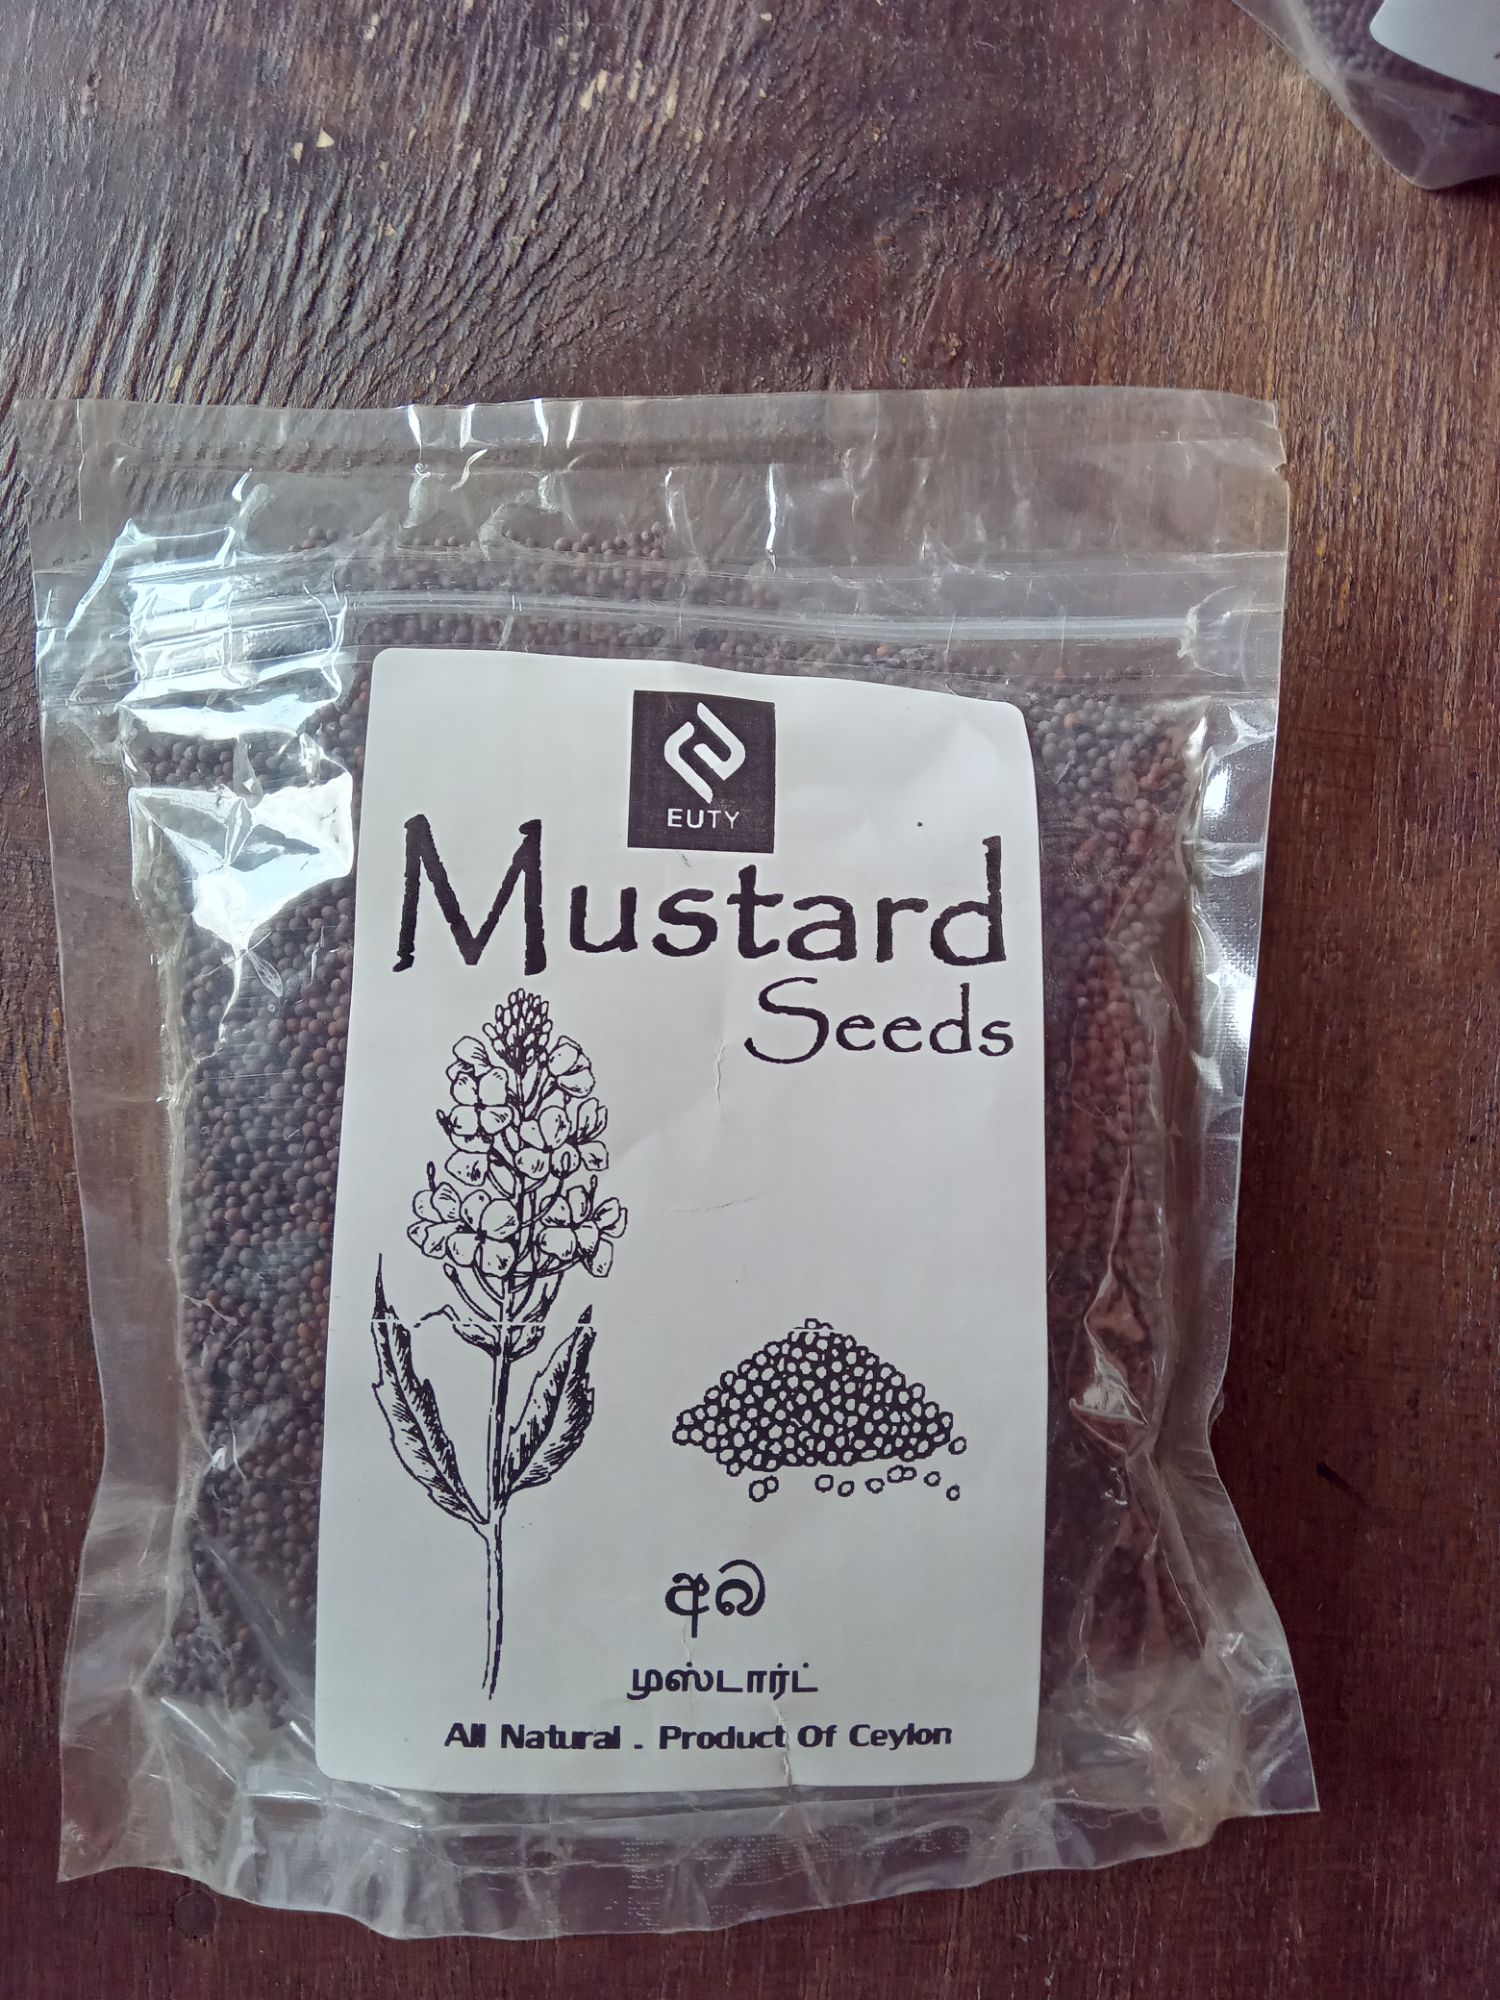 EUTY
Mustard
Seeds
අබ
முஸ்டார்ட்
All Natural . Product Of Ceylon